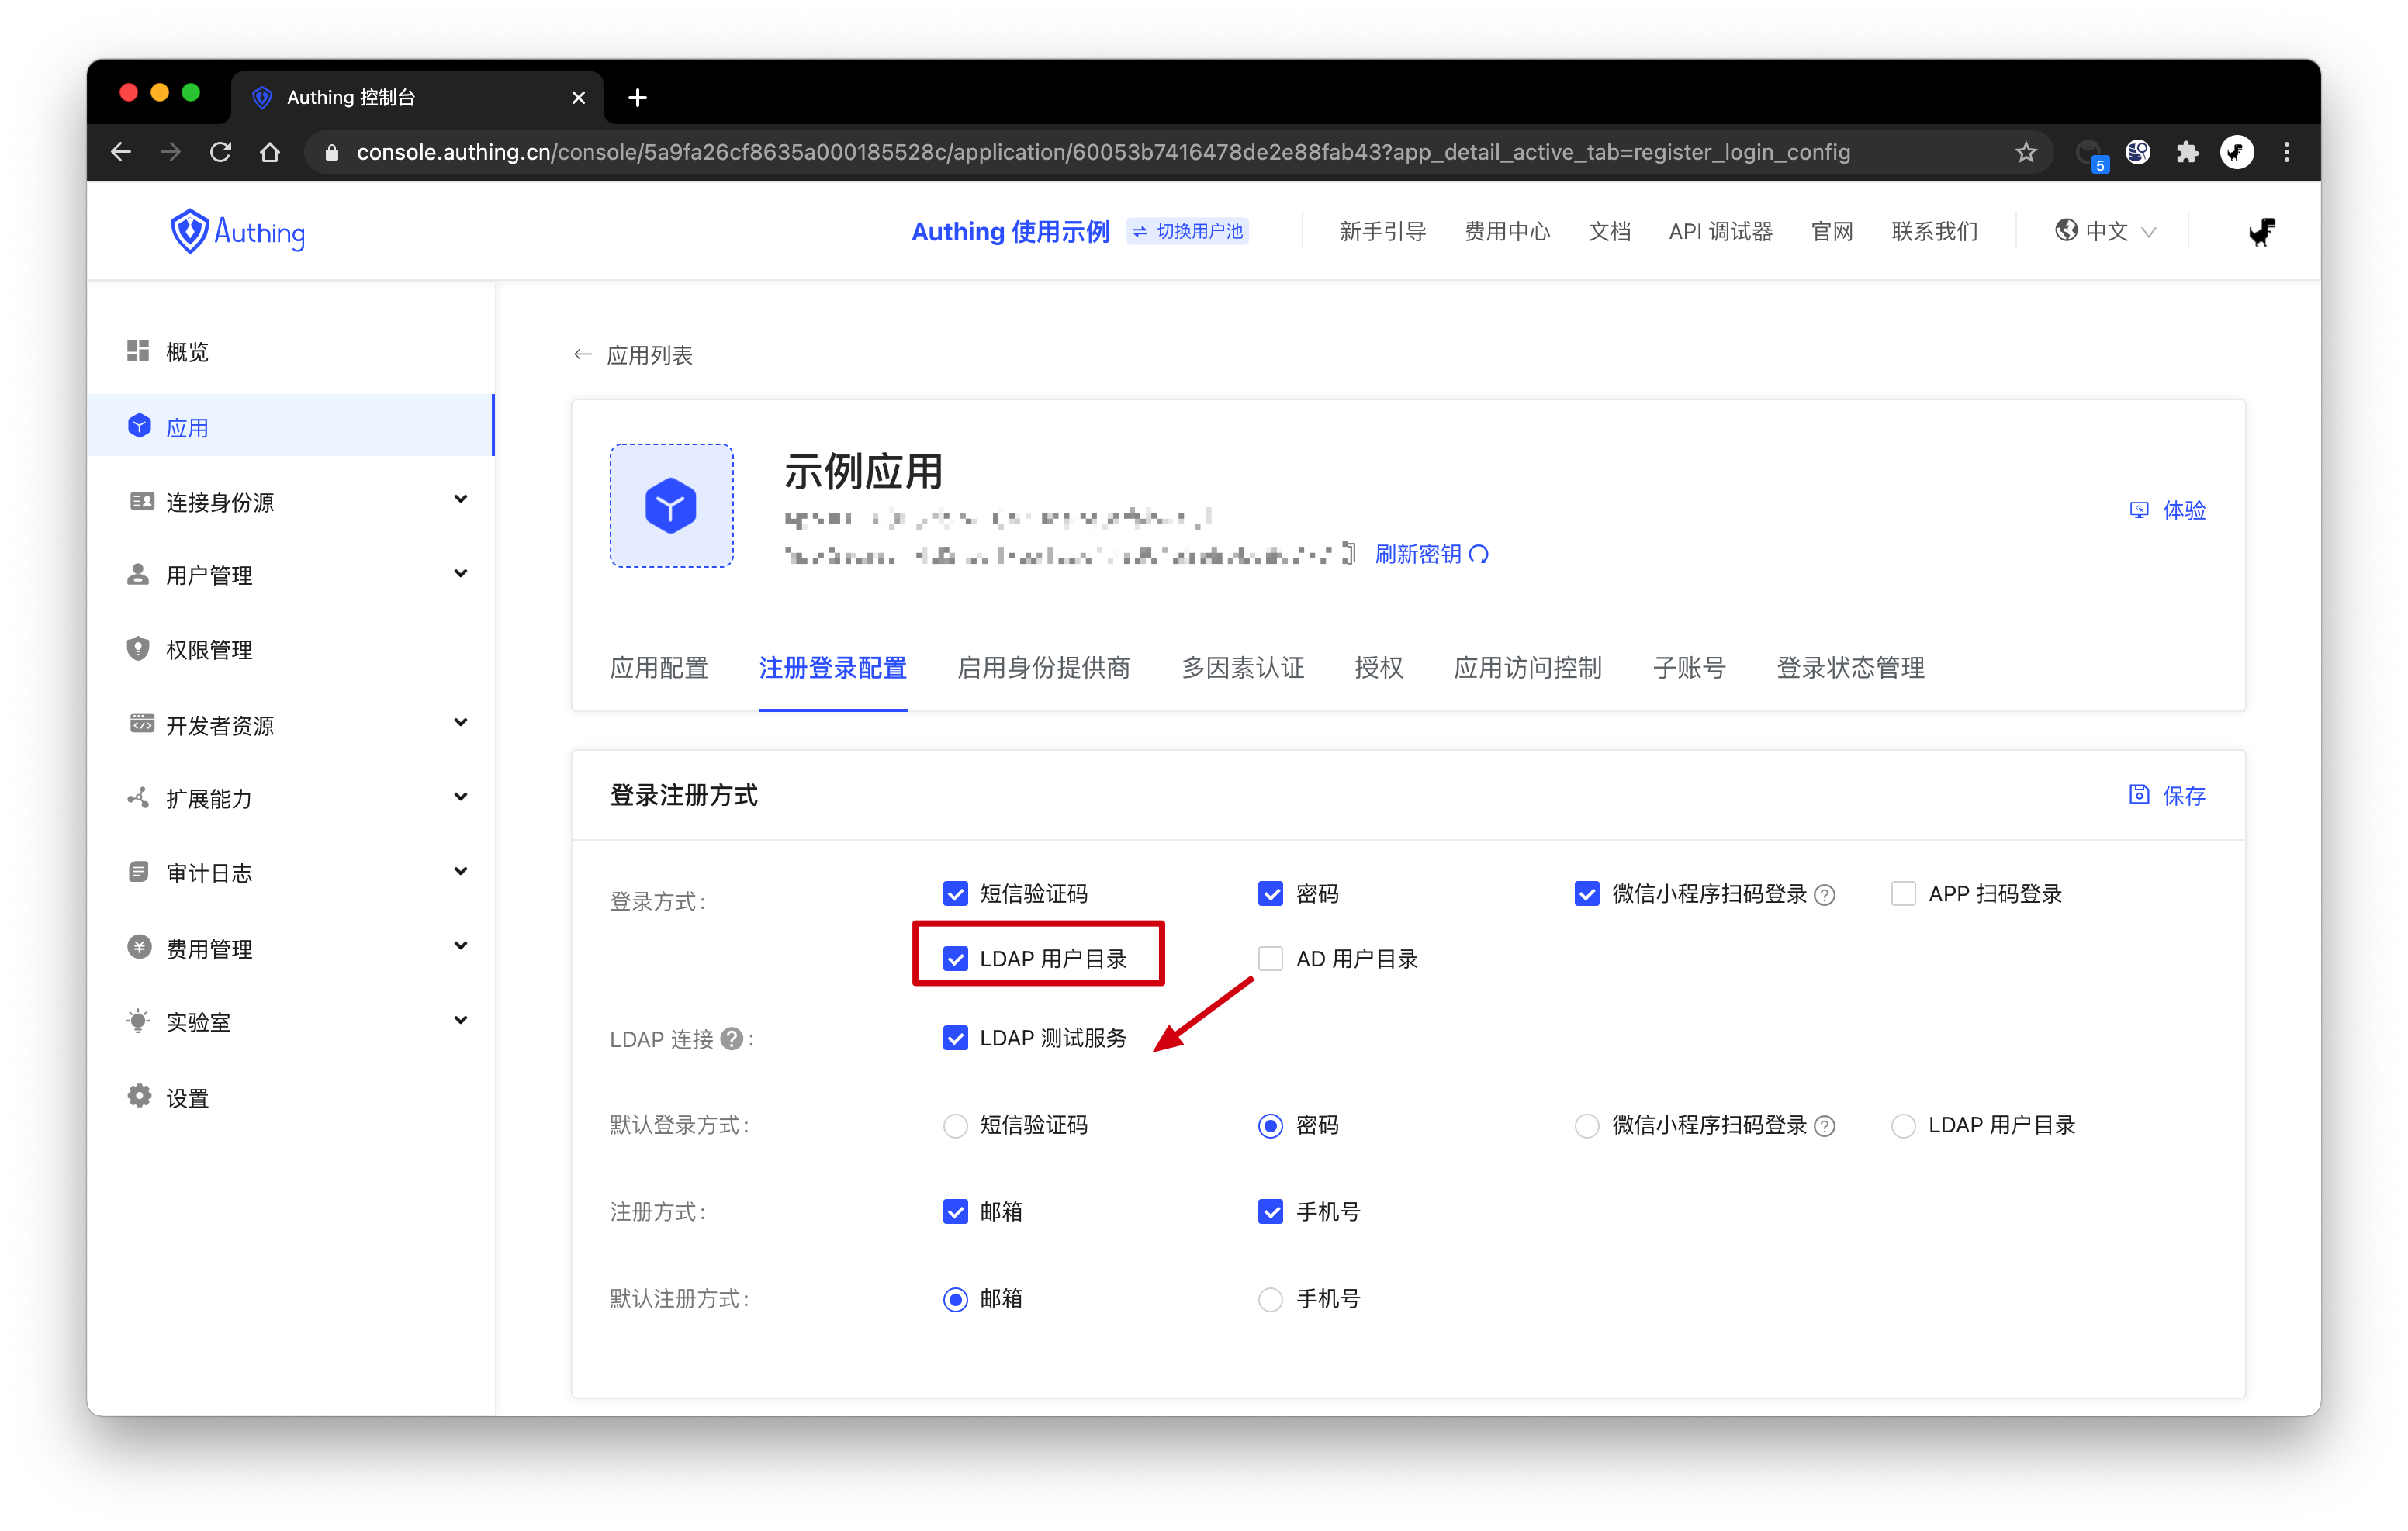 Authing 控制台
console.authing.cn/console/5a9fa26cf8635a000185528c/application/60053b7416478de2e88fab43?app_detail_active_tab=register_login_config
5
Authing
Authing 使用示例 切换用户池 新手引导 费用中心 文档 API 调试器 官网 联系我们 中文
概览
应用
连接身份源
用户管理
权限管理
开发者资源
扩展能力
审计日志
费用管理
实验室
设置
应用列表
示例应用
体验
刷新密钥
应用配置 注册登录配置 启用身份提供商 多因素认证 授权 应用访问控制 子账号 登录状态管理
登录注册方式 保存
登录方式: 短信验证码 密码 微信小程序扫码登录 ? APP 扫码登录
LDAP 用户目录 AD 用户目录
LDAP 连接 ? : LDAP 测试服务
默认登录方式: 短信验证码 密码 微信小程序扫码登录 ? LDAP 用户目录
注册方式: 邮箱 手机号
默认注册方式: 邮箱 手机号